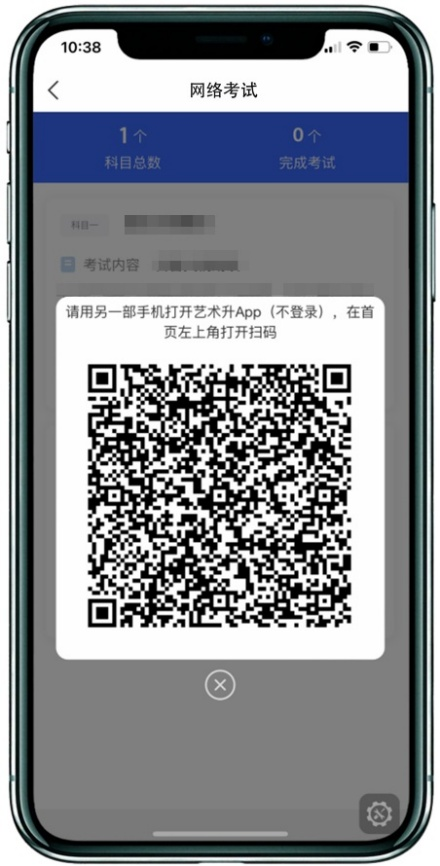 10:38
网络考试
1个
0个
科目总数
完成考试
科目一
考试内容
请用另一部手机打开艺术升App（不登录），在首
页左上角打开扫码